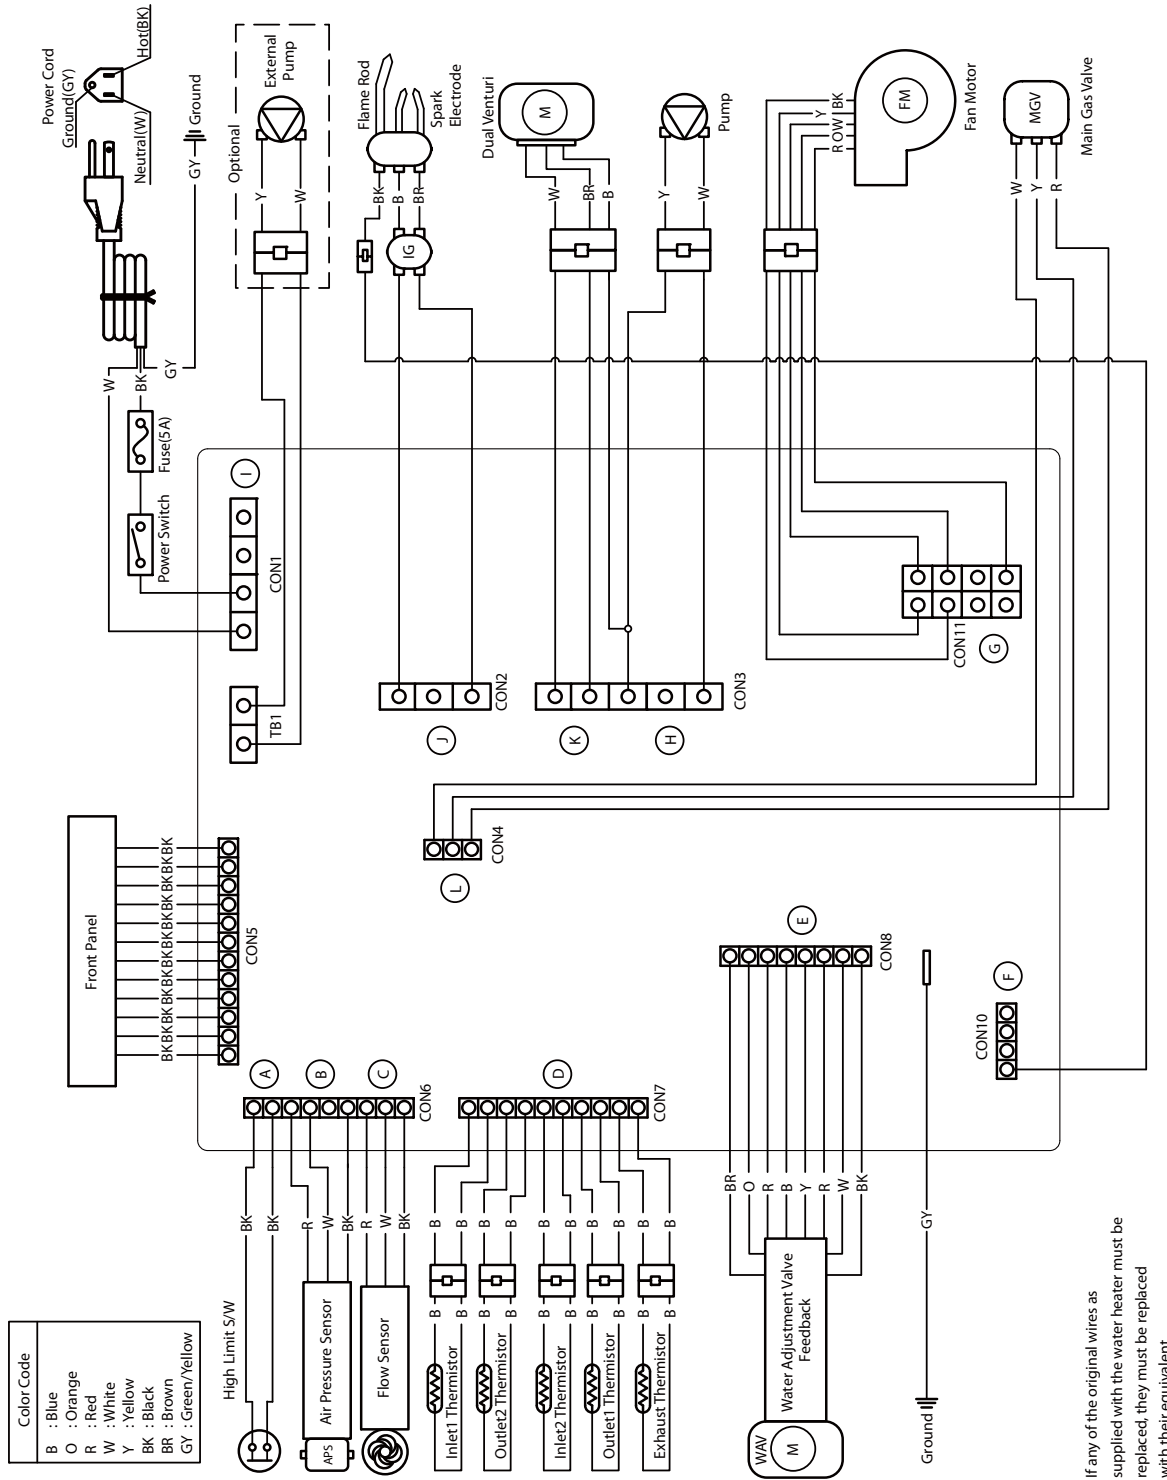 Color Code
B : Blue
O : Orange
R : Red
W : White
Y : Yellow
BK : Black
BR : Brown
GY : Green/Yellow
High Limit S/W
BK
BK
A
APS
Air Pressure Sensor
R
W
BK
B
Flow Sensor
R
W
BK
C
CON6
Inlet1 Thermistor
B B
B B
Outlet2 Thermistor
B B
B B
Inlet2 Thermistor
B B
B B
Outlet1 Thermistor
B B
B B
Exhaust Thermistor
B B
B B
D
CON7
WAV
M
Water Adjustment Valve
Feedback
BR
O
R
B
Y
R
W
BK
E
CON8
Ground
GY
CON10
F
Front Panel
BK BK BK BK BK BK BK BK BK BK BK BK
CON5
TB1
CON1
I
Power Switch
Fuse(5A)
W
BK
GY
Power Cord
Ground(GY)
Neutral(W)
Hot(BK)
GY
Ground
Optional
External
Pump
Y
W
Flame Rod
Spark
Electrode
BK
B
BR
IG
J
CON2
Dual Venturi
M
W
BR
B
K
H
CON3
Pump
Y
W
L
CON4
Fan Motor
FM
R O W Y BK
CON11
G
Main Gas Valve
MGV
W
Y
R
If any of the original wires as
supplied with the water heater must be
replaced, they must be replaced
with their equivalent